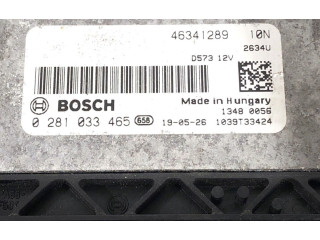 46341289 10N
D573 12V 2634U
BOSCH
Made in Hungary
1348 0056
0 281 033 465 658 19-05-26 1039T33424